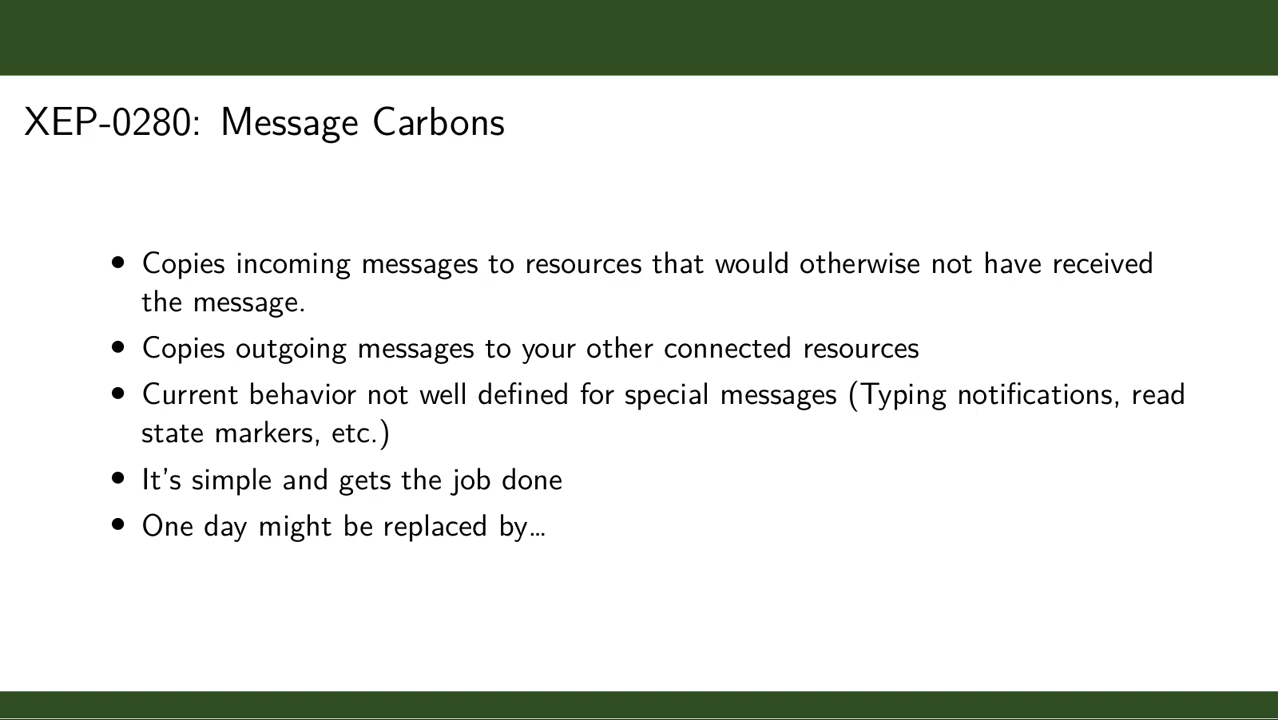 XEP-0280: Message Carbons
• Copies incoming messages to resources that would otherwise not have received
the message.
• Copies outgoing messages to your other connected resources
• Current behavior not well defined for special messages (Typing notifications, read
state markers, etc.)
• It's simple and gets the job done
• One day might be replaced by…